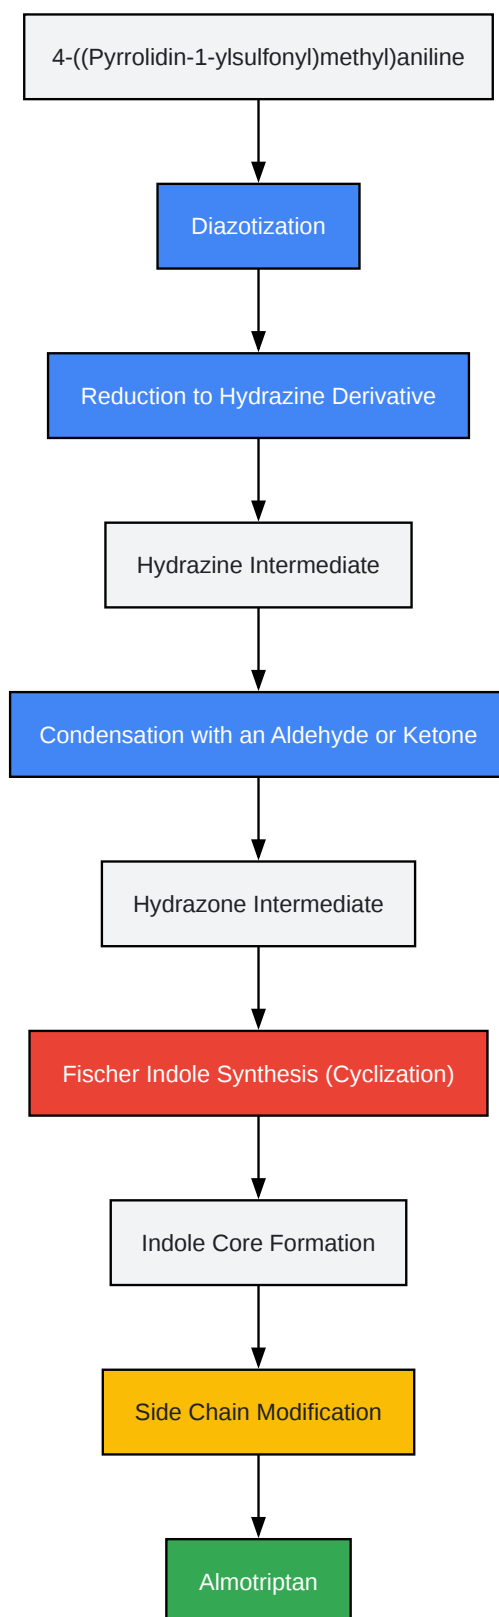 4-((Pyrrolidin-1-ylsulfonyl)methyl)aniline
Diazotization
Reduction to Hydrazine Derivative
Hydrazine Intermediate
Condensation with an Aldehyde or Ketone
Hydrazone Intermediate
Fischer Indole Synthesis (Cyclization)
Indole Core Formation
Side Chain Modification
Almotriptan